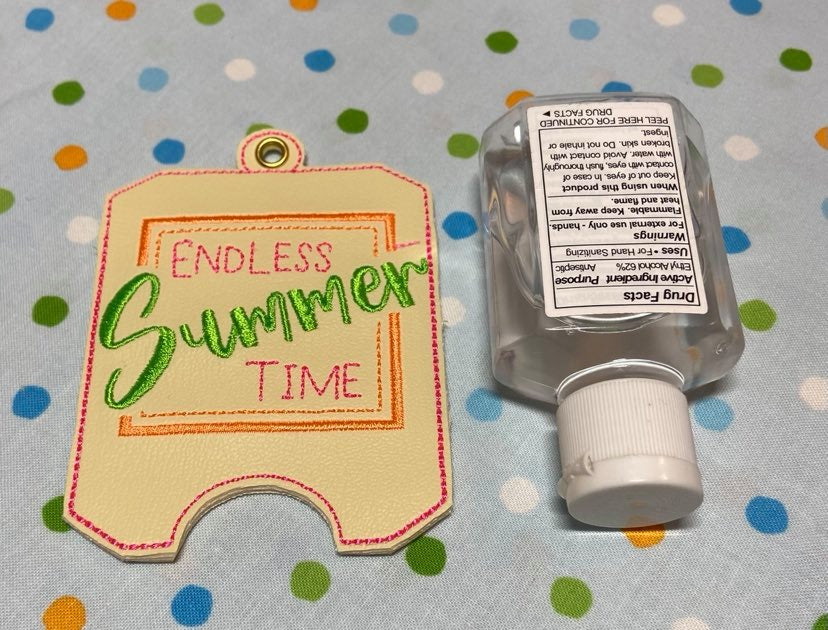 ENDLESS
Summer
TIME
Drug Facts
Active Ingredient Purpose
Ethyl Alcohol 62% Antiseptic
Uses • For Hand Sanitizing
Warnings
For external use only - hands-
Flammable. Keep away from
heat and flame.
When using this product
Keep out of eyes. In case of
contact with eyes, flush thoroughly
with water. Avoid contact with
broken skin. Do not inhale or
ingest.
PEEL HERE FOR CONTINUED
DRUG FACTS ▶